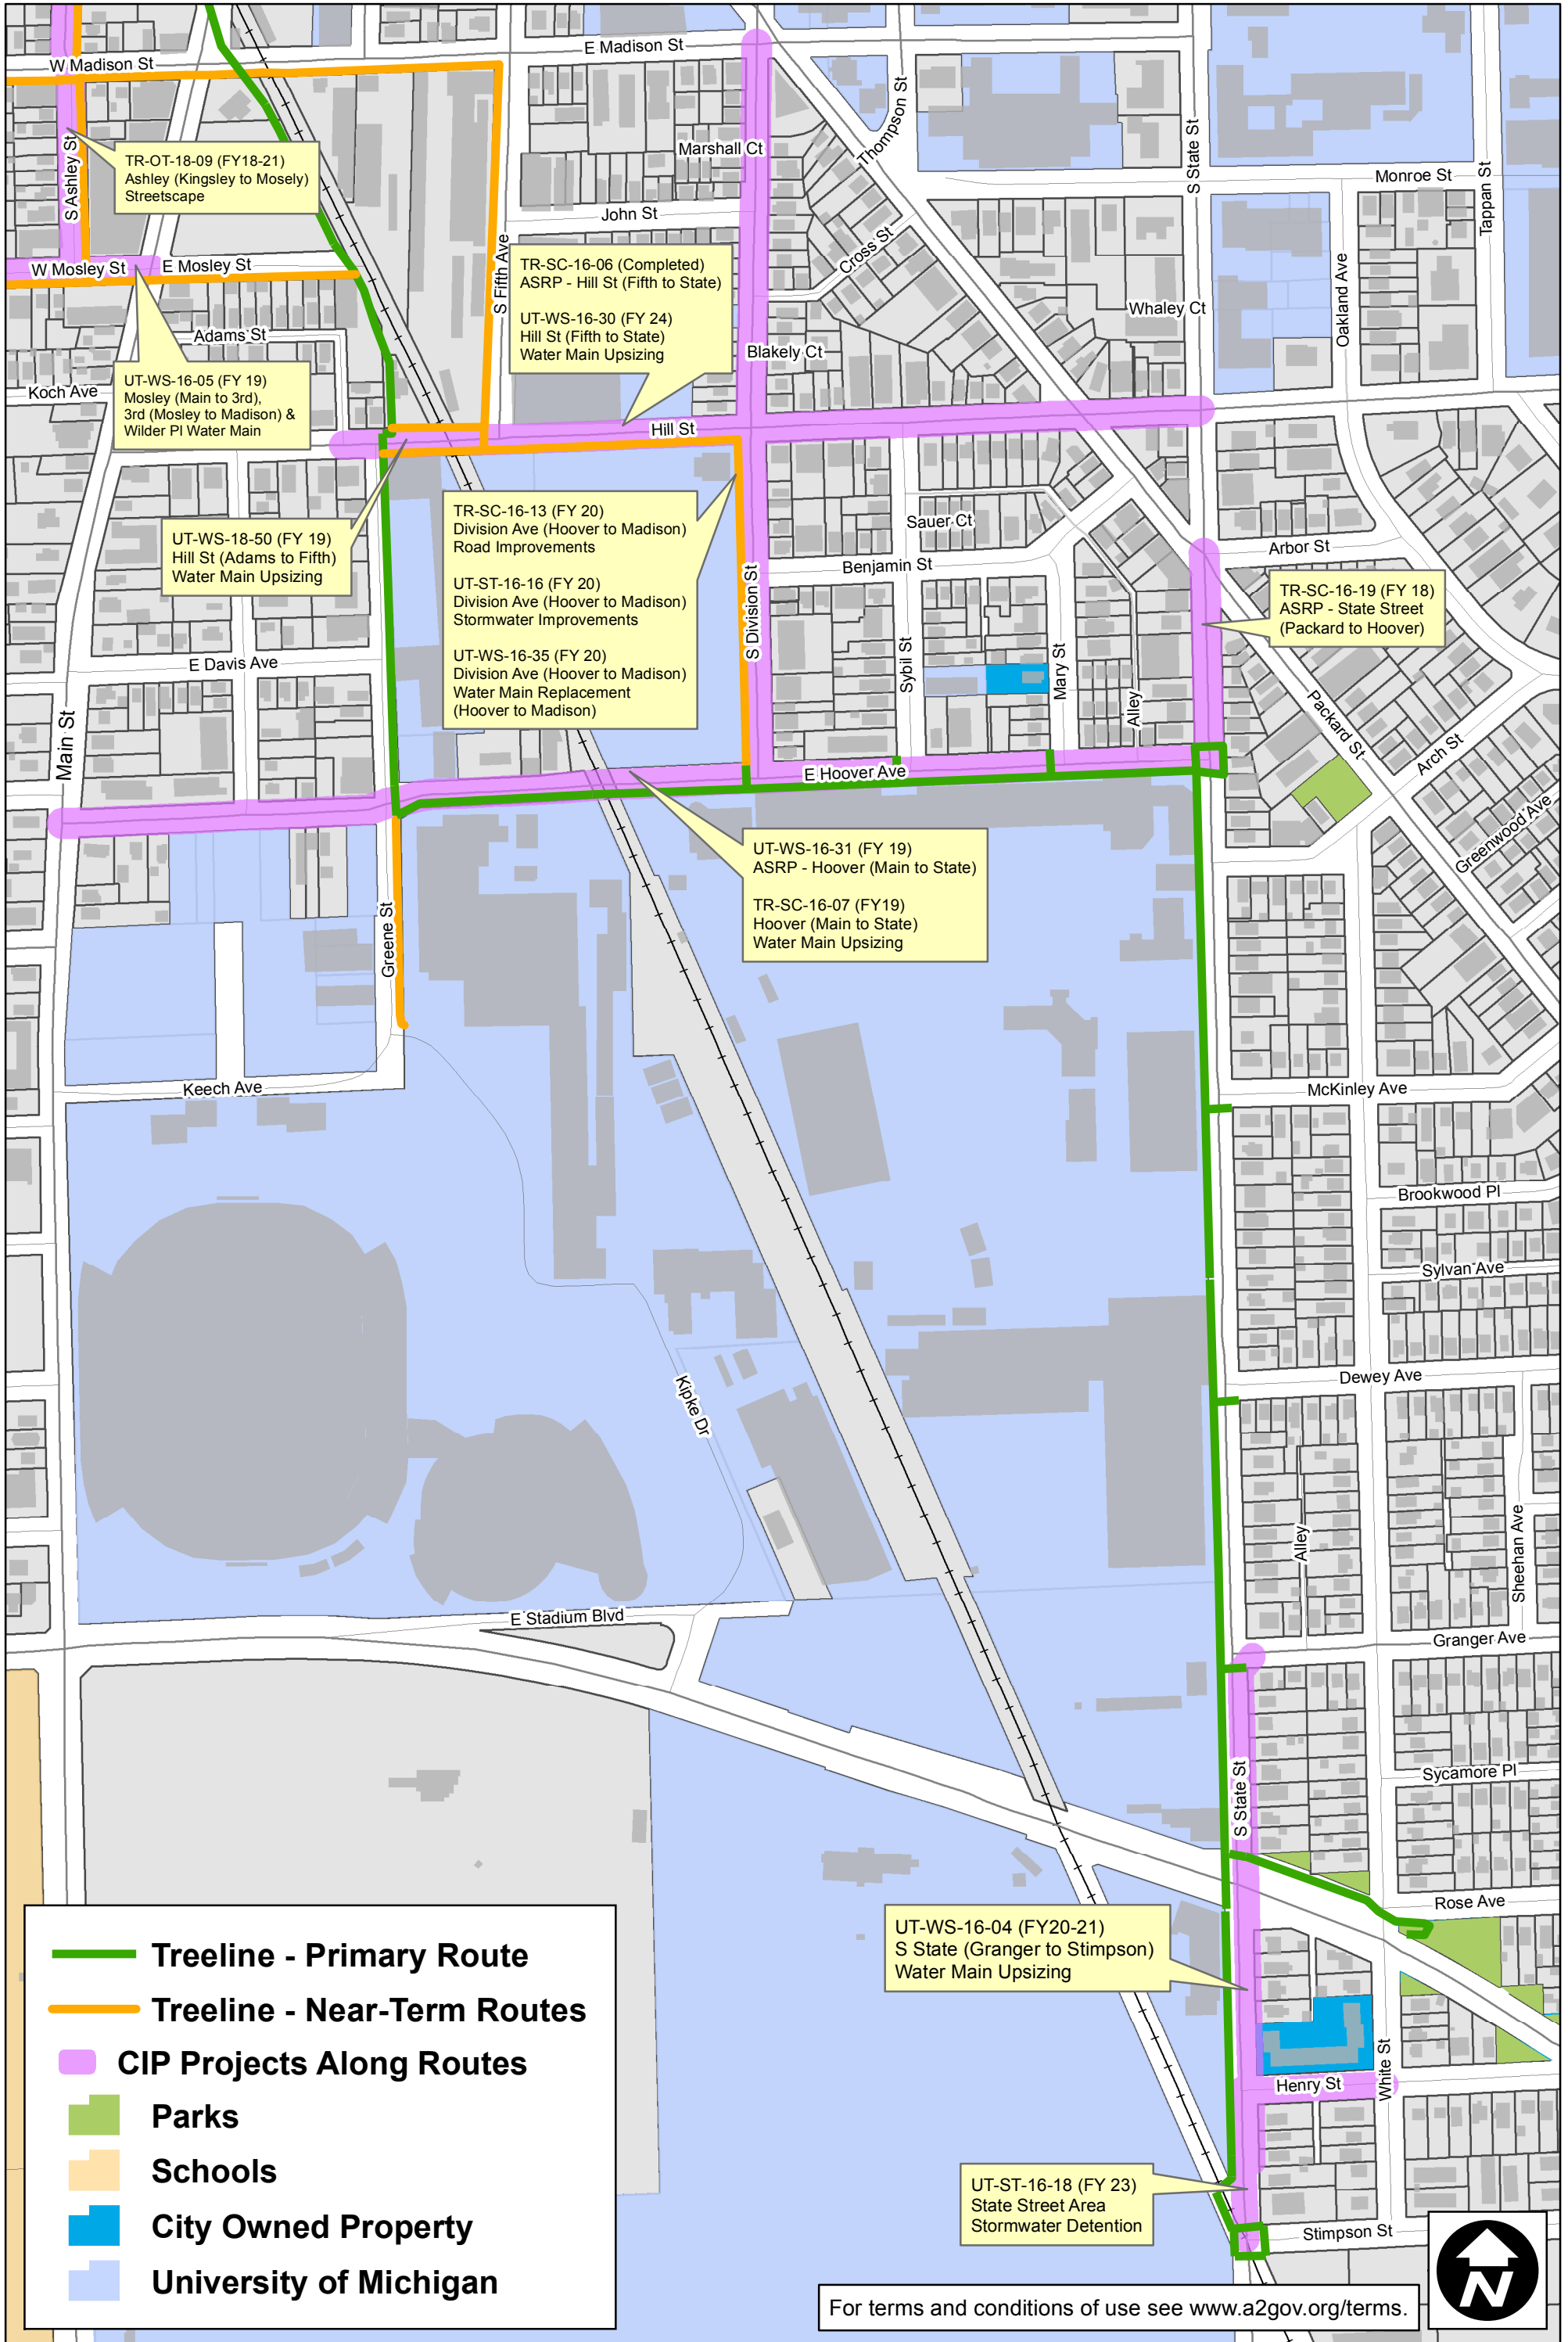 E Madison St
W Madison St
Thompson St
S State St
Marshall Ct
Monroe St
Tappan St
TR-OT-18-09 (FY18-21)
Ashley (Kingsley to Mosely)
Streetscape
S Ashley St
John St
Cross St
W Mosley St
E Mosley St
S Fifth Ave
TR-SC-16-06 (Completed)
ASRP - Hill St (Fifth to State)
UT-WS-16-30 (FY 24)
Hill St (Fifth to State)
Water Main Upsizing
Whaley Ct
Oakland Ave
Adams St
Blakely Ct
Koch Ave
UT-WS-16-05 (FY 19)
Mosley (Main to 3rd),
3rd (Mosley to Madison) &
Wilder Pl Water Main
Hill St
TR-SC-16-13 (FY 20)
Division Ave (Hoover to Madison)
Road Improvements
UT-ST-16-16 (FY 20)
Division Ave (Hoover to Madison)
Stormwater Improvements
UT-WS-16-35 (FY 20)
Division Ave (Hoover to Madison)
Water Main Replacement
(Hoover to Madison)
UT-WS-18-50 (FY 19)
Hill St (Adams to Fifth)
Water Main Upsizing
Sauer Ct
Arbor St
Benjamin St
S Division St
TR-SC-16-19 (FY 18)
ASRP - State Street
(Packard to Hoover)
E Davis Ave
Sybil St
Mary St
Alley
Main St
Packard St
Arch St
E Hoover Ave
Greenwood Ave
UT-WS-16-31 (FY 19)
ASRP - Hoover (Main to State)
TR-SC-16-07 (FY19)
Hoover (Main to State)
Water Main Upsizing
Greene St
Keech Ave
McKinley Ave
Brookwood Pl
Sylvan Ave
Kipke Dr
Dewey Ave
Alley
Sheehan Ave
E Stadium Blvd
Granger Ave
Sycamore Pl
S State St
Rose Ave
UT-WS-16-04 (FY20-21)
S State (Granger to Stimpson)
Water Main Upsizing
White St
Henry St
UT-ST-16-18 (FY 23)
State Street Area
Stormwater Detention
Stimpson St
Treeline - Primary Route
Treeline - Near-Term Routes
CIP Projects Along Routes
Parks
Schools
City Owned Property
University of Michigan
For terms and conditions of use see www.a2gov.org/terms.
N